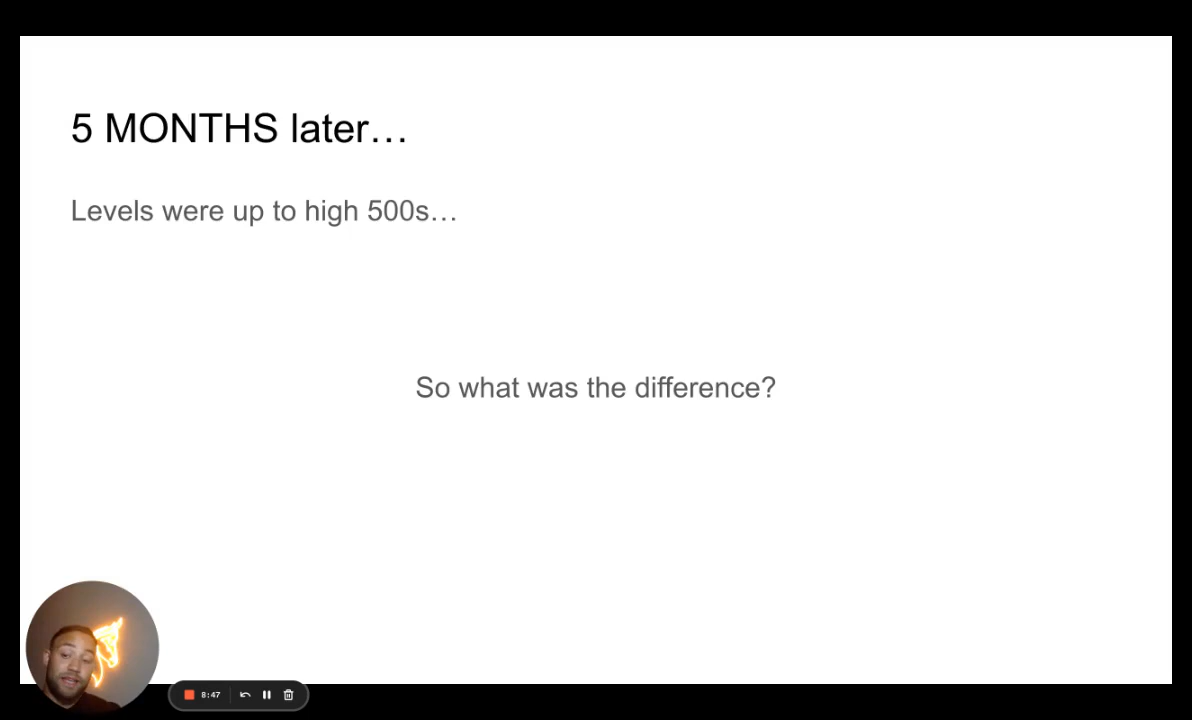 5 MONTHS later…
Levels were up to high 500s…
So what was the difference?
8:47